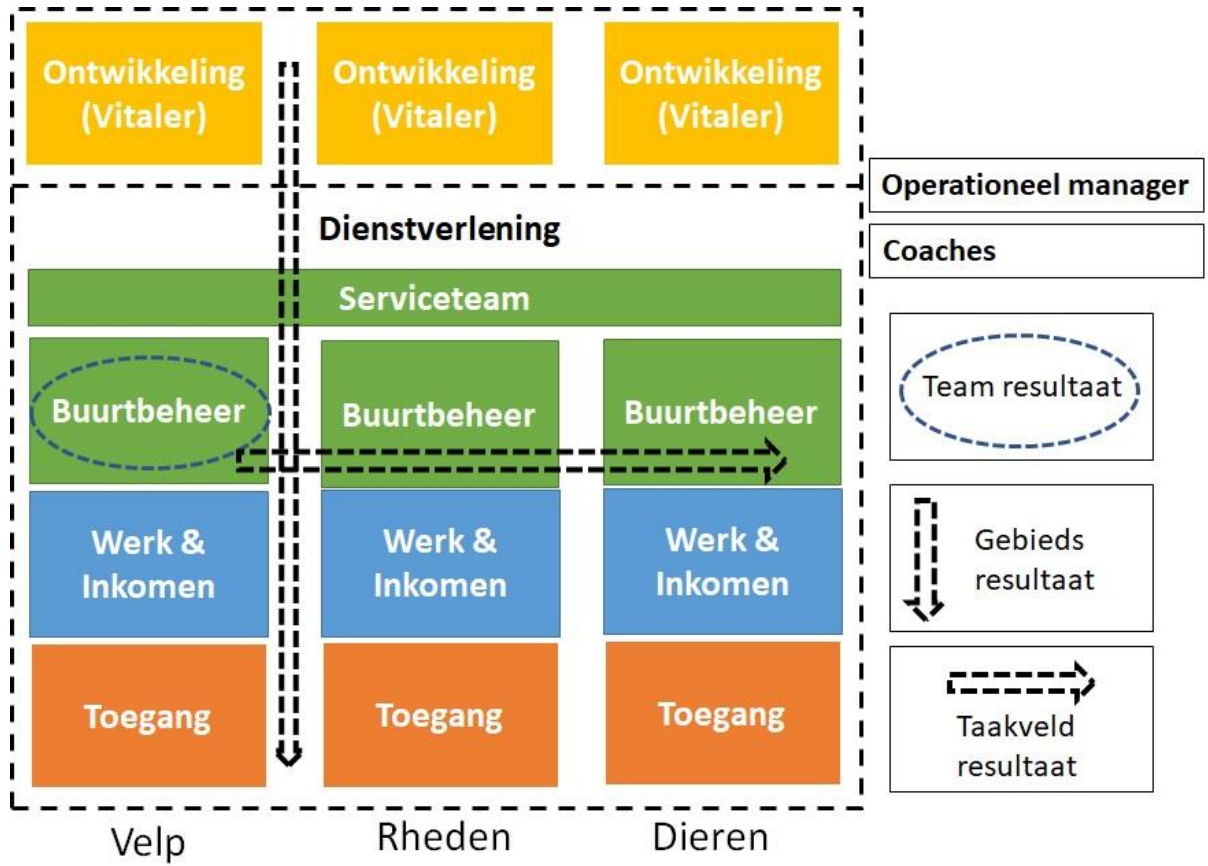 Ontwikkeling
(Vitaler)
Ontwikkeling
(Vitaler)
Ontwikkeling
(Vitaler)
Operationeel manager
Coaches
Dienstverlening
Serviceteam
Buurtbeheer
Buurtbeheer
Buurtbeheer
Werk &
Inkomen
Werk &
Inkomen
Werk &
Inkomen
Toegang
Toegang
Toegang
Velp
Rheden
Dieren
Team resultaat
Gebieds
resultaat
Taakveld
resultaat